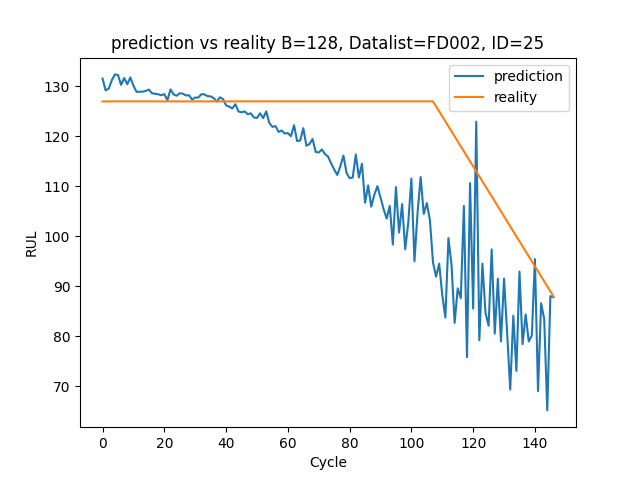 prediction vs reality B=128, Datalist=FD002, ID=25
prediction
reality
RUL
130
120
110
100
90
80
70
0 20 40 60 80 100 120 140
Cycle